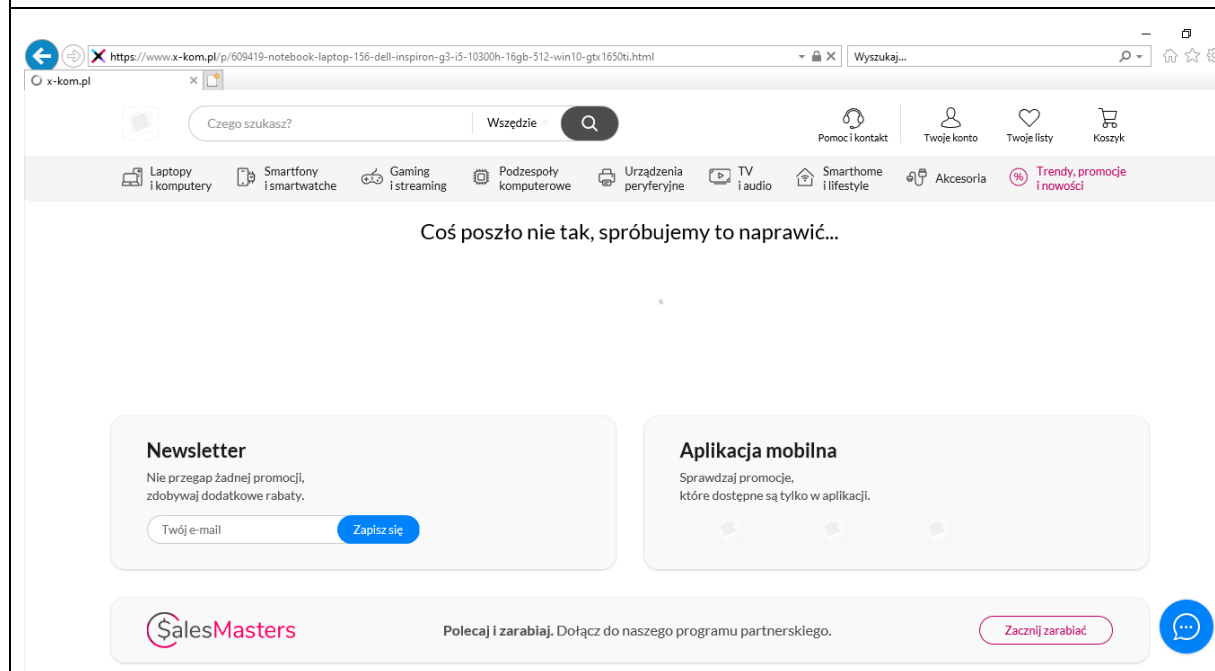 https://www.x-kom.pl/p/609419-notebook-laptop-156-dell-inspiron-g3-i5-10300h-16gb-512-win10-gtx1650ti.html
Wyszukaj...
x-kom.pl
Czego szukasz?
Wszędzie
Pomoc i kontakt
Twoje konto
Twoje listy
Koszyk
Laptopy
i komputery
Smartfony
i smartwatche
Gaming
i streaming
Podzespoły
komputerowe
Urządzenia
peryferyjne
TV
i audio
Smarthome
i lifestyle
Akcesoria
Trendy, promocje
i nowości
Coś poszło nie tak, spróbujemy to naprawić...
Newsletter
Nie przegap żadnej promocji,
zdobywaj dodatkowe rabaty.
Twój e-mail
Zapisz się
Aplikacja mobilna
Sprawdzaj promocje,
które dostępne są tylko w aplikacji.
SalesMasters
Polecaj i zarabiaj. Dołącz do naszego programu partnerskiego.
Zacznij zarabiać